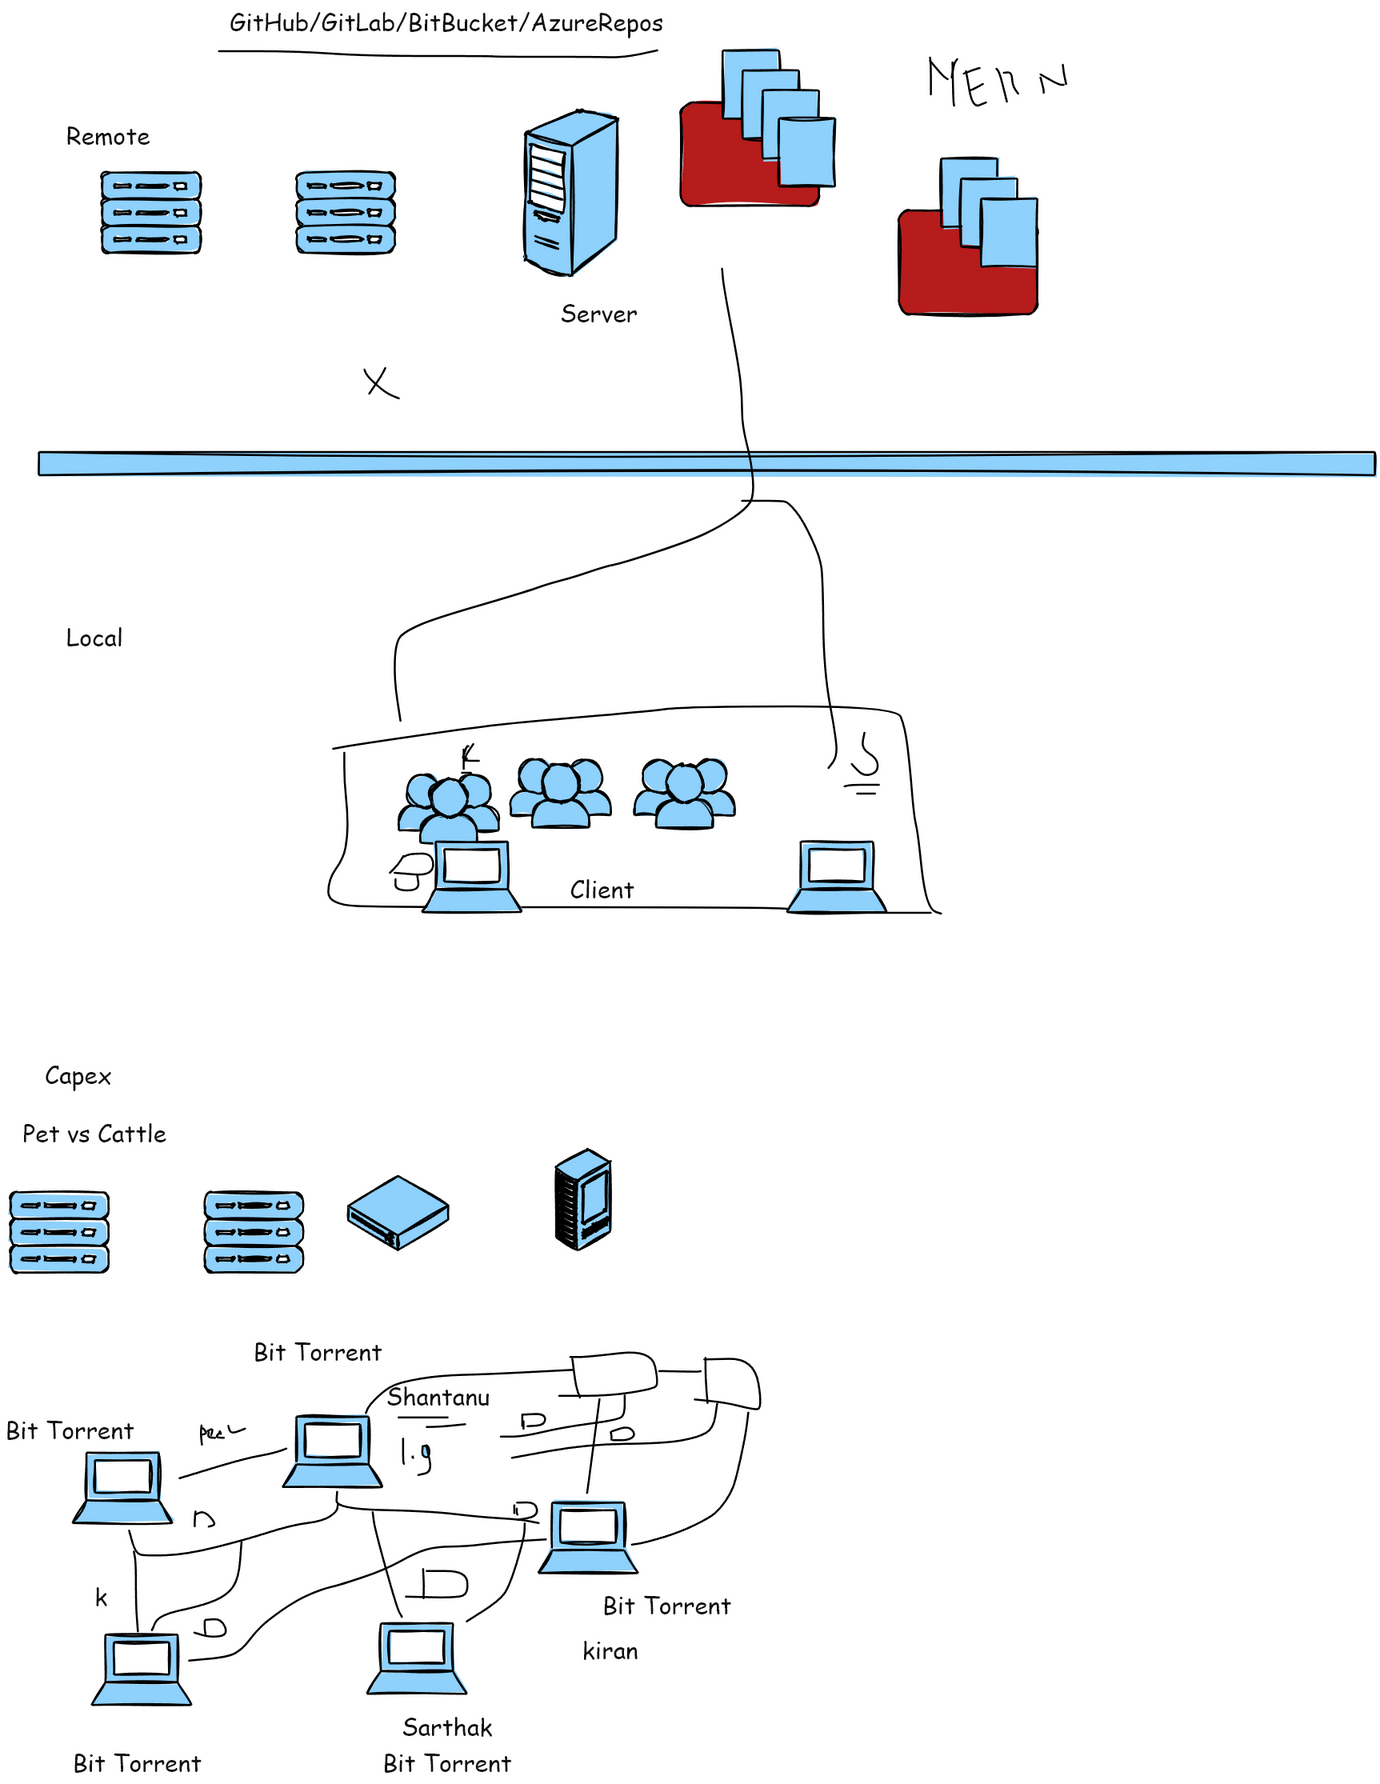 GitHub/GitLab/BitBucket/AzureRepos
MERN
Remote
Server
X
Local
K
S
Client
Capex
Pet vs Cattle
Bit Torrent
Shantanu
Bit Torrent
D
D
1.g
D
D
k
D
Bit Torrent
kiran
Sarthak
Bit Torrent
Bit Torrent